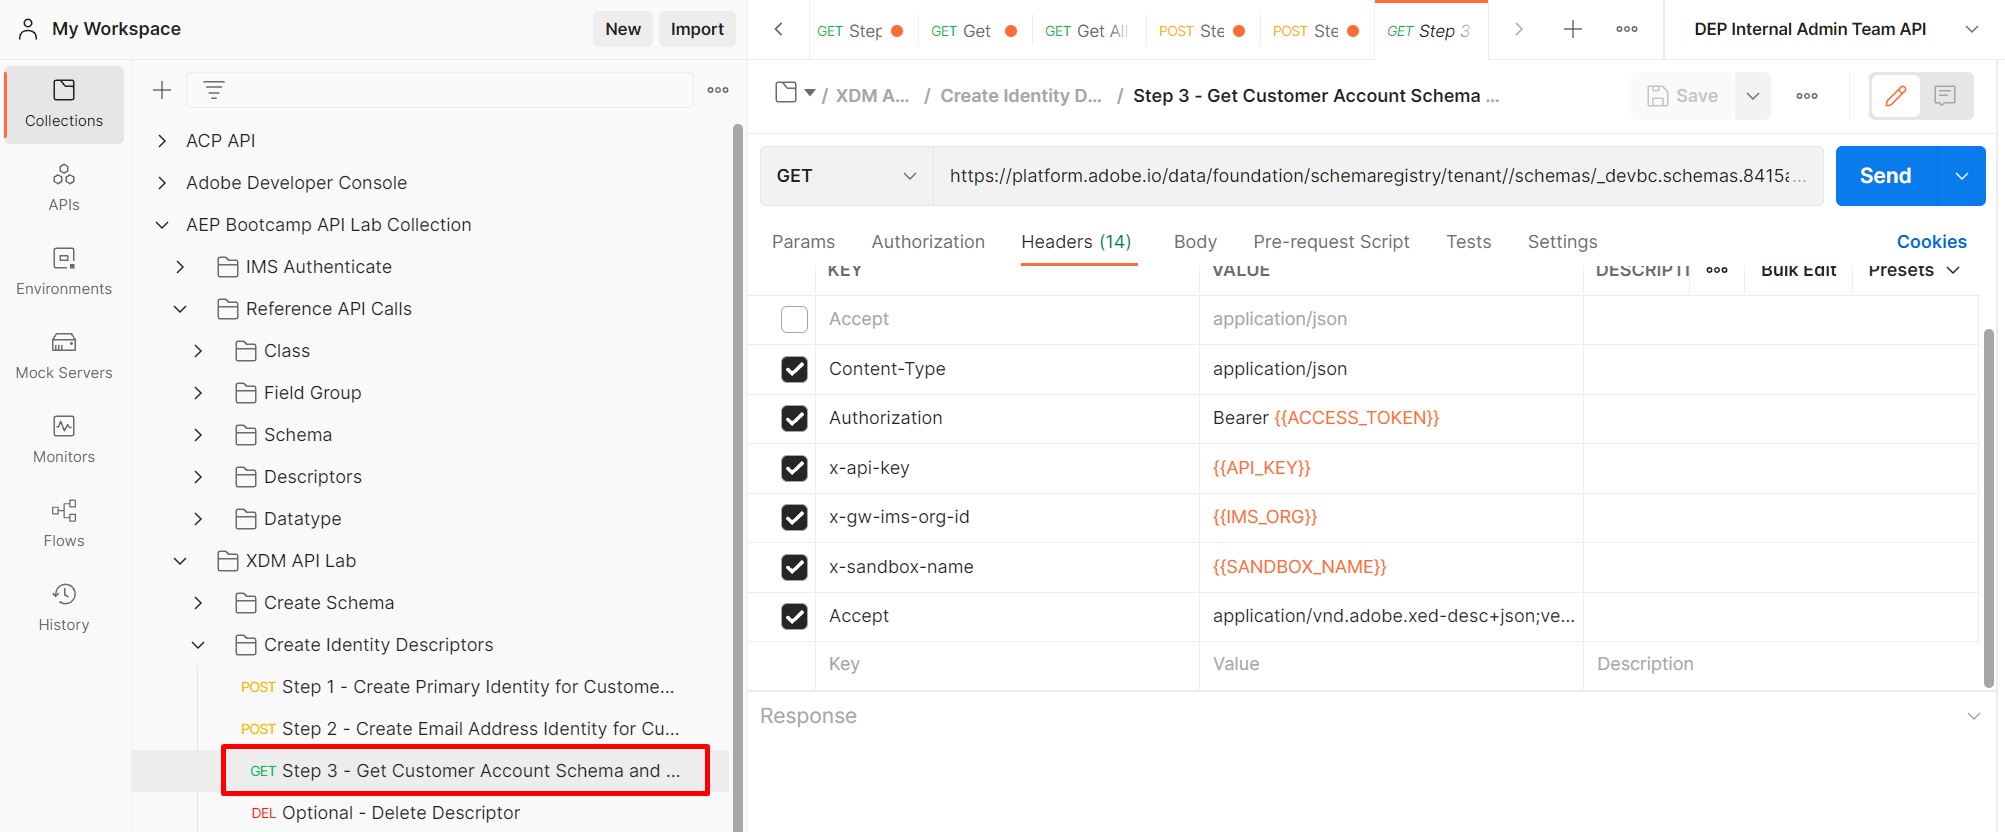 My Workspace
New
Import
GET Step
GET Get
GET Get All
POST Ste
POST Ste
GET Step 3
DEP Internal Admin Team API
Collections
APIs
Environments
Mock Servers
Monitors
Flows
History
ACP API
Adobe Developer Console
AEP Bootcamp API Lab Collection
IMS Authenticate
Reference API Calls
Class
Field Group
Schema
Descriptors
Datatype
XDM API Lab
Create Schema
Create Identity Descriptors
POST Step 1 - Create Primary Identity for Custome...
POST Step 2 - Create Email Address Identity for Cu...
GET Step 3 - Get Customer Account Schema and ...
DEL Optional - Delete Descriptor
/ XDM A... / Create Identity D... / Step 3 - Get Customer Account Schema ...
Save
GET
https://platform.adobe.io/data/foundation/schemaregistry/tenant//schemas/_devbc.schemas.8415a...
Send
Params
Authorization
Headers (14)
Body
Pre-request Script
Tests
Settings
Cookies
KEY
VALUE
DESCRIPTI
Bulk Edit
Presets
Accept
application/json
Content-Type
application/json
Authorization
Bearer {{ACCESS_TOKEN}}
x-api-key
{{API_KEY}}
x-gw-ims-org-id
{{IMS_ORG}}
x-sandbox-name
{{SANDBOX_NAME}}
Accept
application/vnd.adobe.xed-desc+json;ve...
Key
Value
Description
Response